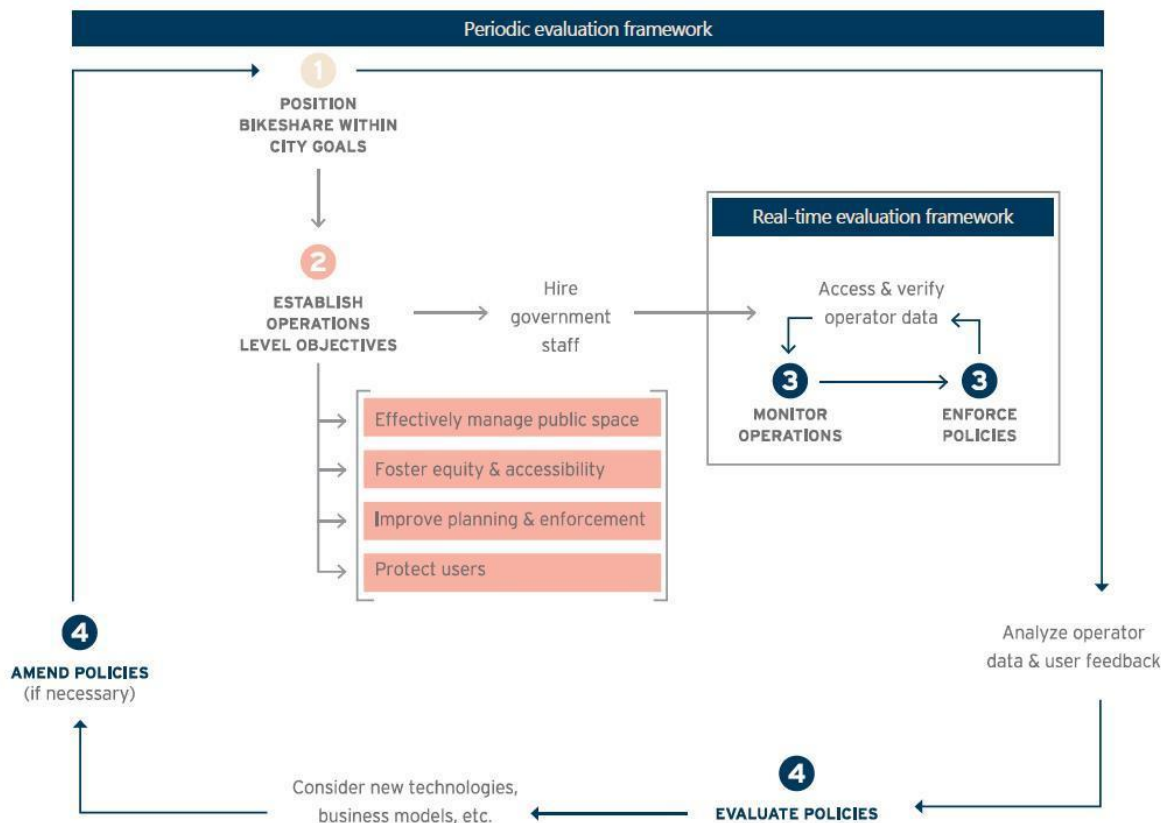 Periodic evaluation framework
1
POSITION
BIKESHARE WITHIN
CITY GOALS
2
ESTABLISH
OPERATIONS
LEVEL OBJECTIVES
Hire
government
staff
Real-time evaluation framework
Access & verify
operator data
3
MONITOR
OPERATIONS
3
ENFORCE
POLICIES
Effectively manage public space
Foster equity & accessibility
Improve planning & enforcement
Protect users
Analyze operator
data & user feedback
4
EVALUATE POLICIES
Consider new technologies,
business models, etc.
4
AMEND POLICIES
(if necessary)